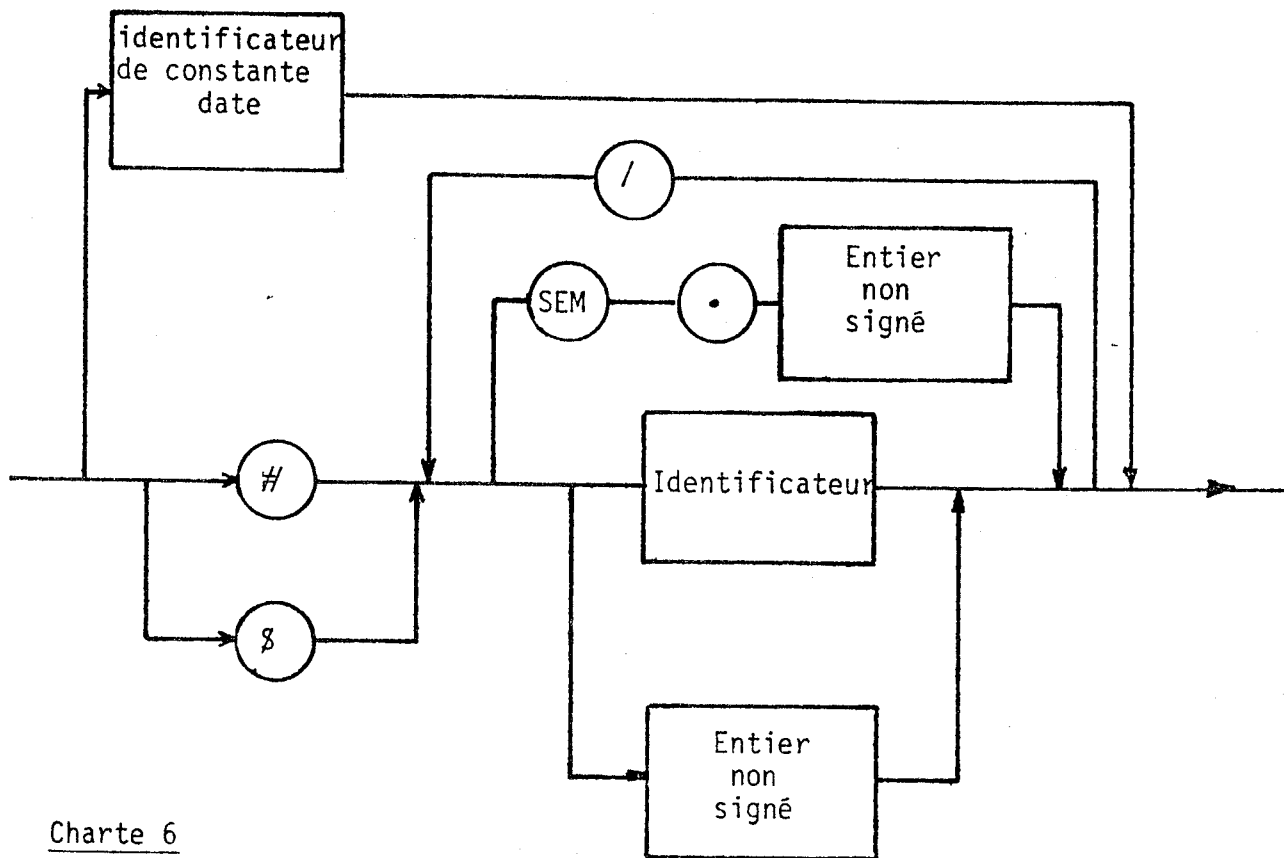 identificateur
de constante
date
/
SEM
.
Entier
non
signé
#
Identificateur
$
Entier
non
signé
Charte 6